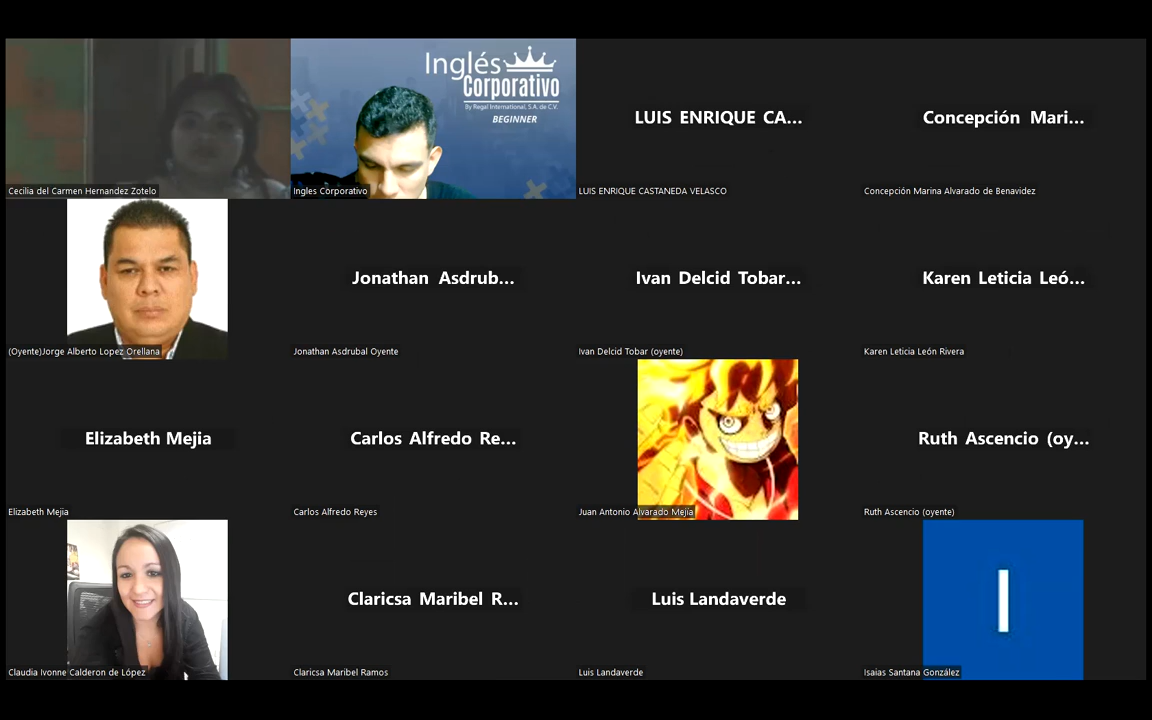 Inglés
Corporativo
By Regal International, S.A. de C.V.
BEGINNER
LUIS ENRIQUE CA...
Concepción Mari...
Cecilia del Carmen Hernandez Zotelo
Ingles Corporativo
LUIS ENRIQUE CASTANEDA VELASCO
Concepción Marina Alvarado de Benavidez
Jonathan Asdrub...
Ivan Delcid Tobar...
Karen Leticia Leó...
(Oyente)Jorge Alberto Lopez Orellana
Jonathan Asdrubal Oyente
Ivan Delcid Tobar (oyente)
Karen Leticia León Rivera
Elizabeth Mejia
Carlos Alfredo Re...
Ruth Ascencio (oy...
Elizabeth Mejia
Carlos Alfredo Reyes
Juan Antonio Alvarado Mejía
Ruth Ascencio (oyente)
Claricsa Maribel R...
Luis Landaverde
I
Claudia Ivonne Calderon de López
Claricsa Maribel Ramos
Luis Landaverde
Isaias Santana González